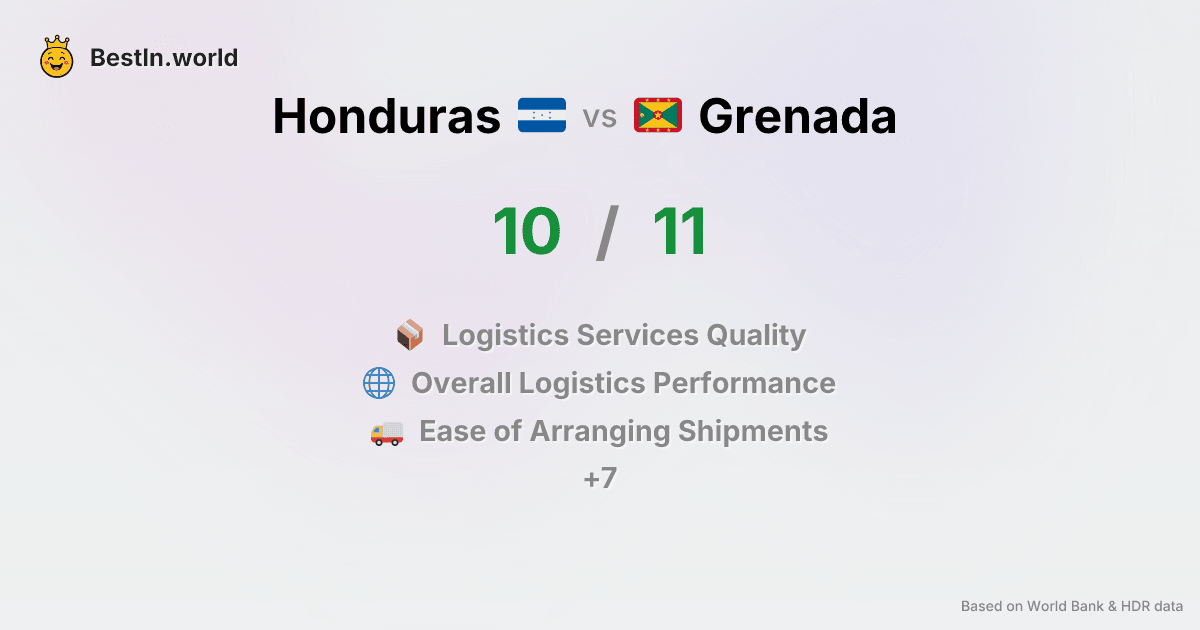 BestIn.world
Honduras vs Grenada
10 / 11
Logistics Services Quality
Overall Logistics Performance
Ease of Arranging Shipments
+7
Based on World Bank & HDR data